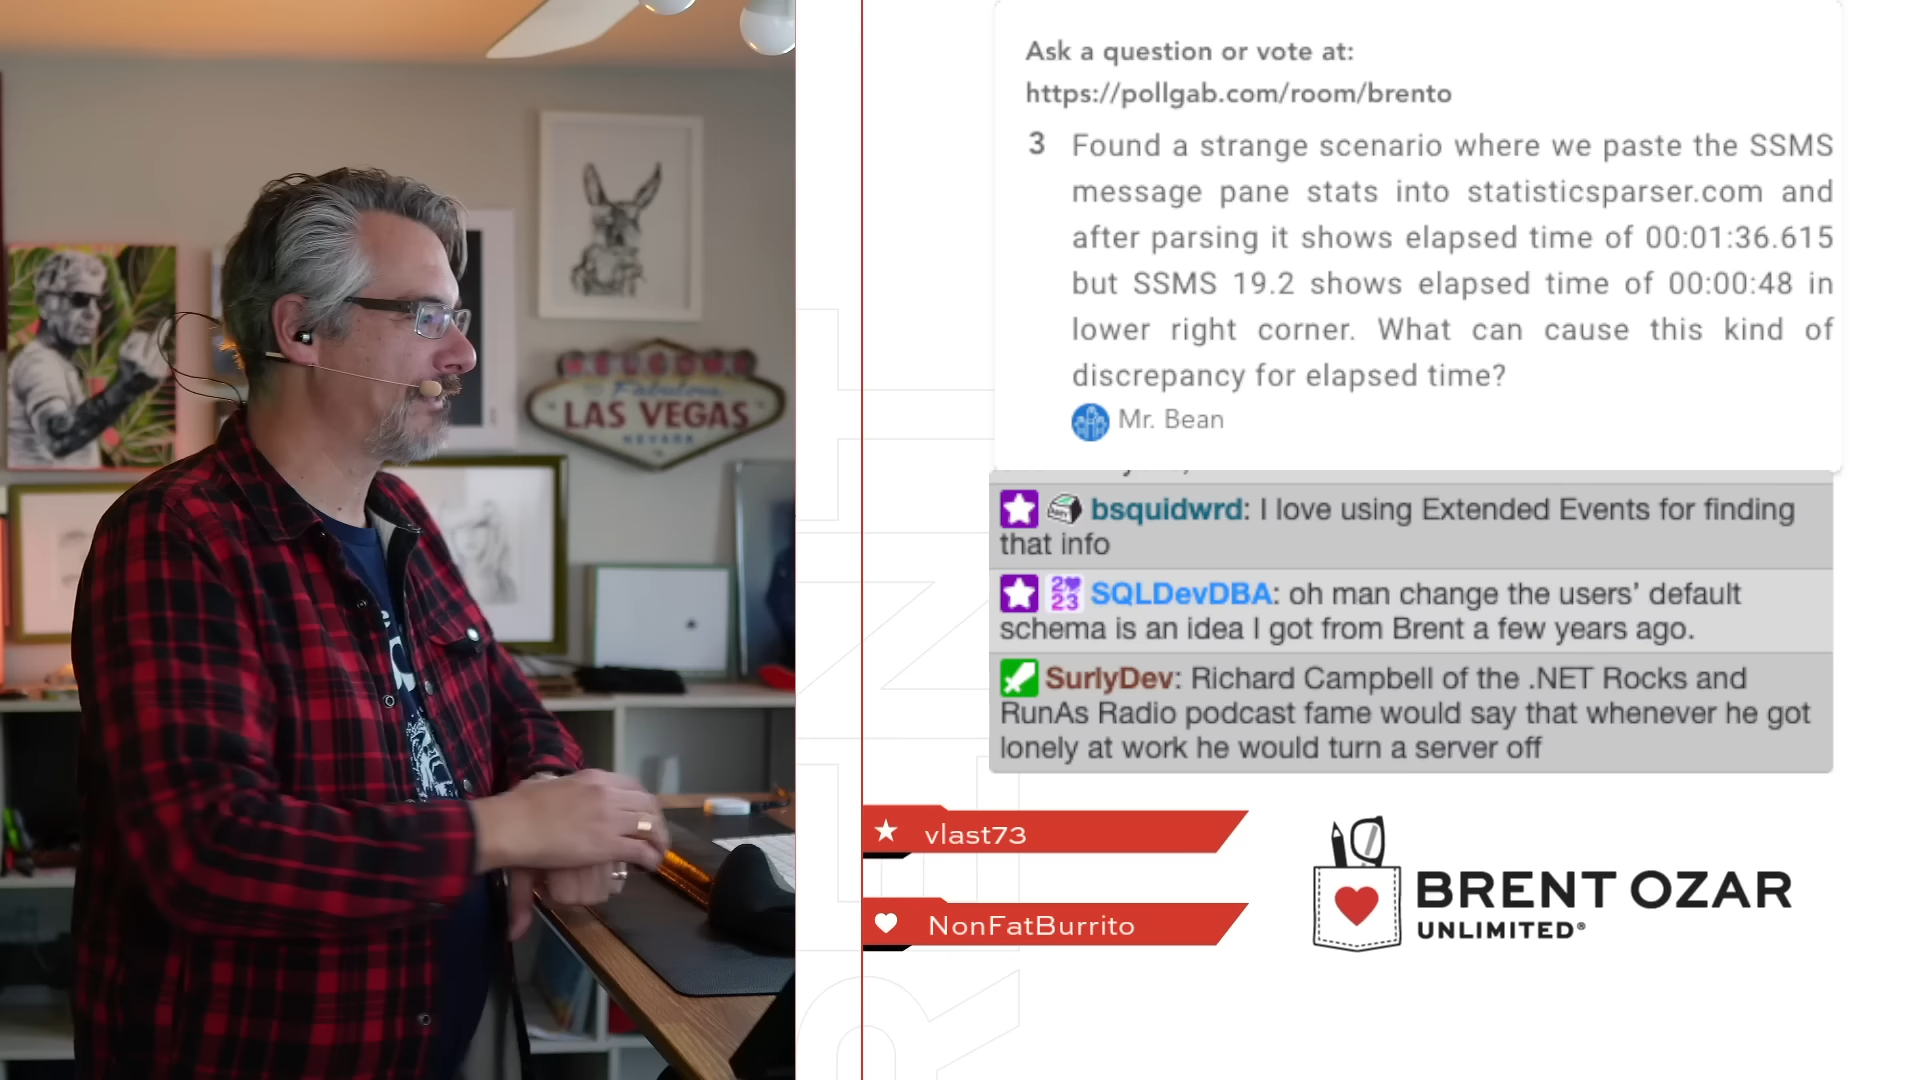 Ask a question or vote at:
https://pollgab.com/room/brento
3 Found a strange scenario where we paste the SSMS
message pane stats into statisticsparser.com and
after parsing it shows elapsed time of 00:01:36.615
but SSMS 19.2 shows elapsed time of 00:00:48 in
lower right corner. What can cause this kind of
discrepancy for elapsed time?
Mr. Bean
bsquidwrd: I love using Extended Events for finding
that info
2 23 SQLDevDBA: oh man change the users’ default
schema is an idea I got from Brent a few years ago.
SurlyDev: Richard Campbell of the .NET Rocks and
RunAs Radio podcast fame would say that whenever he got
lonely at work he would turn a server off
vlast73
NonFatBurrito
BRENT OZAR
UNLIMITED®
WELCOME
Fabulous
LAS VEGAS
NEVADA